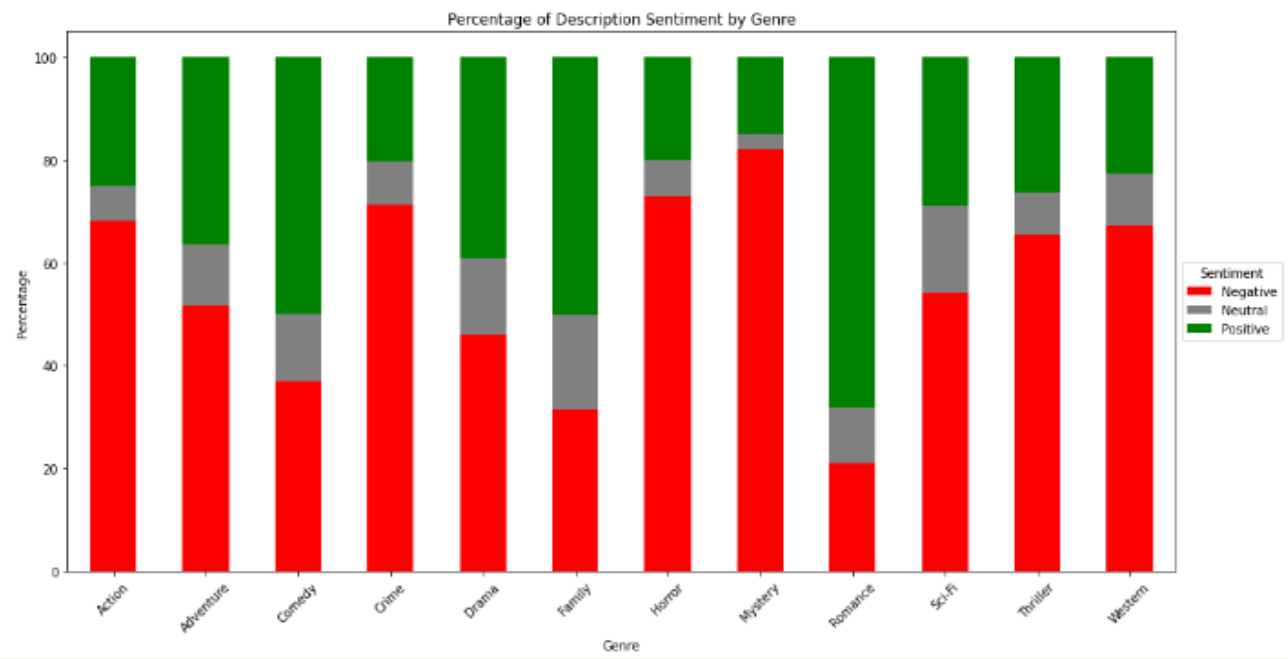 Percentage of Description Sentiment by Genre
100
80
60
40
20
0
Percentage
Action
Adventure
Comedy
Crime
Drama
Family
Horror
Mystery
Romance
Sci-Fi
Thriller
Western
Genre
Sentiment
Negative
Neutral
Positive